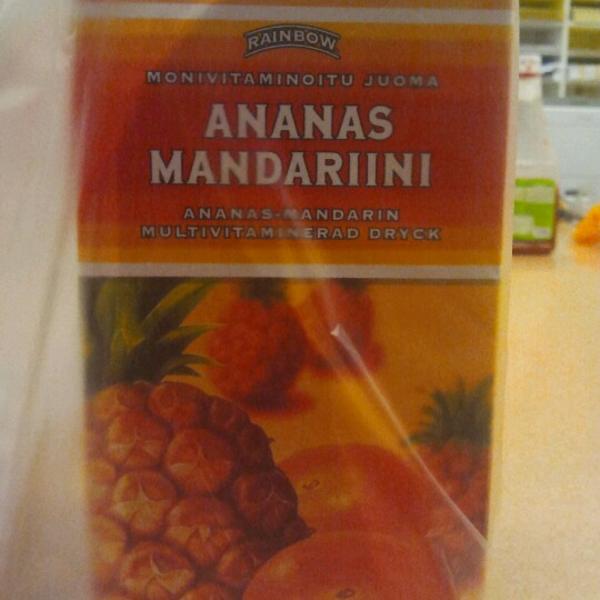 RAINBOW
MONIVITAMINOITU JUOMA
ANANAS
MANDARIINI
ANANAS-MANDARIN
MULTIVITAMINERAD DRYCK